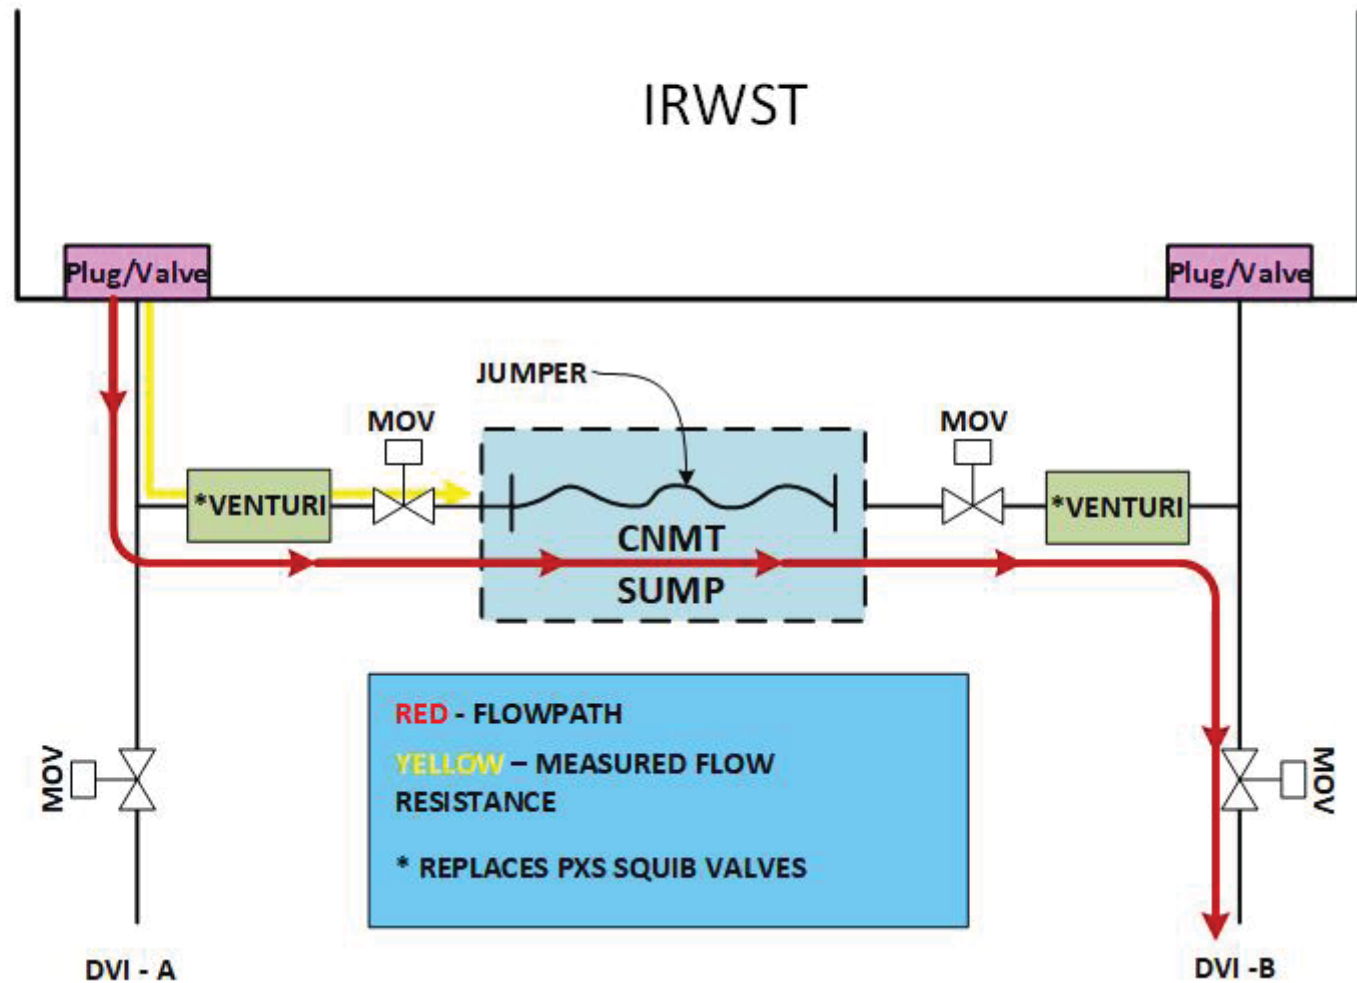 IRWST
Plug/Valve
Plug/Valve
JUMPER
MOV
MOV
*VENTURI
*VENTURI
CNMT
SUMP
RED - FLOWPATH
YELLOW – MEASURED FLOW
RESISTANCE
* REPLACES PXS SQUIB VALVES
MOV
MOV
DVI - A
DVI -B